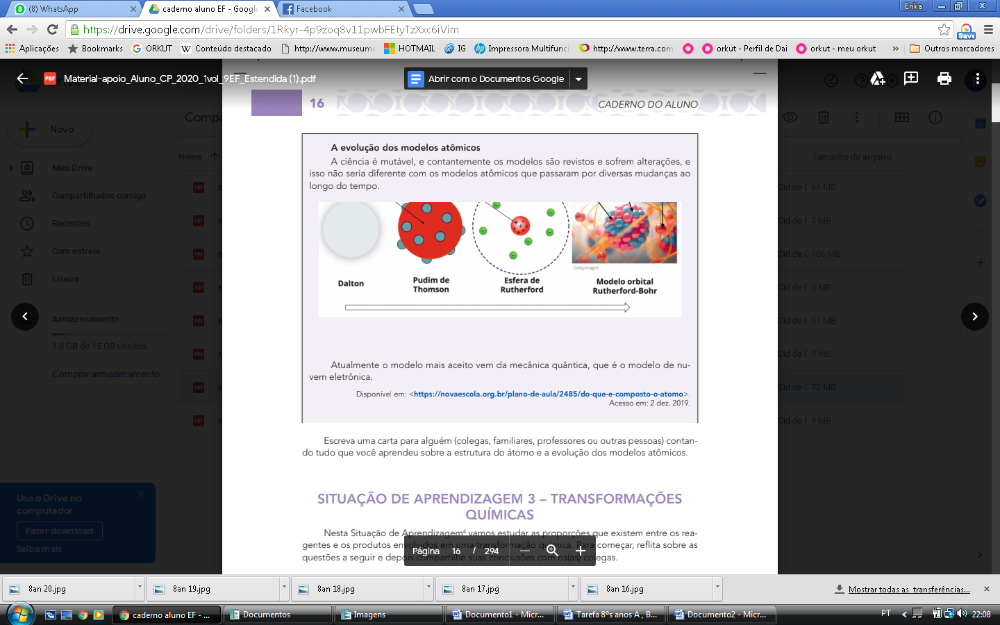 (8) WhatsApp
caderno aluno EF - Google
Facebook
Erika
https://drive.google.com/drive/folders/1Rkyr-4p9zoq8v11pwbFEtyTzXxc6iVim
Savi
Aplicações
Bookmarks
ORKUT
Conteúdo destacado
http://www.museumc
HOTMAIL
IG
Impressora Multifunci
http://www.terra.com
orkut - Perfil de Dai
orkut - meu orkut
»
Outros marcadores
PDF
Material-apoio_Aluno_CP_2020_1vol_9EF_Estendida (1).pdf
Abrir com o Documentos Google
16
CADERNO DO ALUNO
Novo
Compa
Nome
Tamanho do arquivo
Meu Drive
Compartilhados comigo
Recentes
Com estrela
Lixeira
Armazenamento
1,8 GB de 15 GB usados
Comprar armazenamento
Cid de C 66 MB
Cid de C 7 MB
Cid de C 106 MB
Cid de C 9 MB
Cid de C 61 MB
Cid de C 7 MB
Cid de C 72 MB
Cid de C 9 MB
A evolução dos modelos atômicos
A ciência é mutável, e contantemente os modelos são revistos e sofrem alterações, e
isso não seria diferente com os modelos atômicos que passaram por diversas mudanças ao
longo do tempo.
Gettyimages
Dalton
Pudim de
Thomson
Esfera de
Rutherford
Modelo orbital
Rutherford-Bohr
Atualmente o modelo mais aceito vem da mecânica quântica, que é o modelo de nu-
vem eletrônica.
Disponível em: <https://novaescola.org.br/plano-de-aula/2485/do-que-e-composto-o-atomo>.
Acesso em: 2 dez. 2019.
Escreva uma carta para alguém (colegas, familiares, professores ou outras pessoas) contan-
do tudo que você aprendeu sobre a estrutura do átomo e a evolução dos modelos atômicos.
SITUAÇÃO DE APRENDIZAGEM 3 – TRANSFORMAÇÕES
QUÍMICAS
Nesta Situação de Aprendizagem⁴ vamos estudar as proporções que existem entre os rea-
gentes e os produtos envolvidos em uma transformação química. Para começar, reflita sobre as
questões a seguir e depois compartilhe suas conclusões com os(as) colegas.
Página 16 / 294
Use o Drive no
computador
Fazer download
Saiba mais
8an 20.jpg
8an 19.jpg
8an 18.jpg
8an 17.jpg
8an 16.jpg
Mostrar todas as transferências...
caderno aluno EF - ...
Documentos
Imagens
Documento1 - Micr...
Tarefa 8ºs anos A , B...
Documento2 - Micr...
PT
22:08